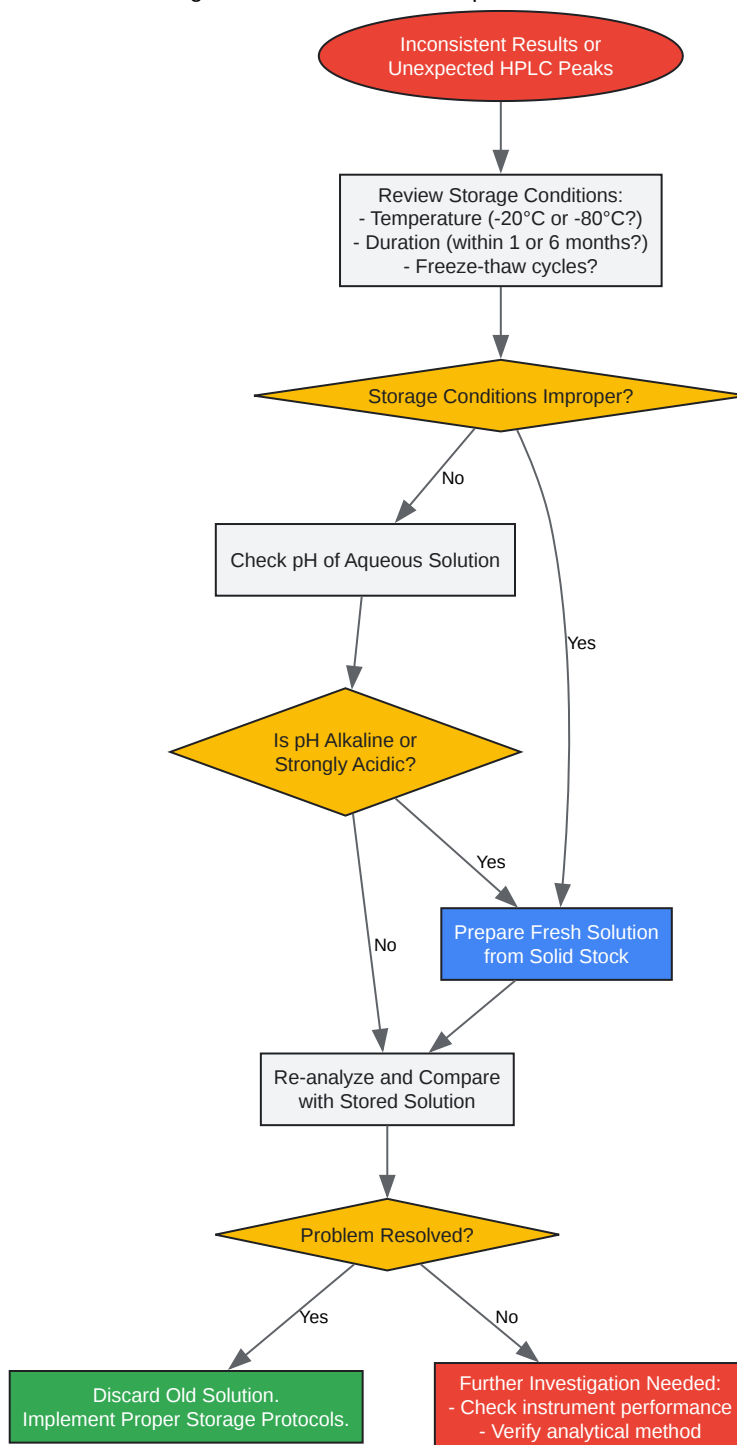 Inconsistent Results or
Unexpected HPLC Peaks
Review Storage Conditions:
- Temperature (-20°C or -80°C?)
- Duration (within 1 or 6 months?)
- Freeze-thaw cycles?
Storage Conditions Improper?
No
Check pH of Aqueous Solution
Yes
Is pH Alkaline or
Strongly Acidic?
Yes
No
Prepare Fresh Solution
from Solid Stock
Re-analyze and Compare
with Stored Solution
Problem Resolved?
Yes
No
Discard Old Solution.
Implement Proper Storage Protocols.
Further Investigation Needed:
- Check instrument performance
- Verify analytical method